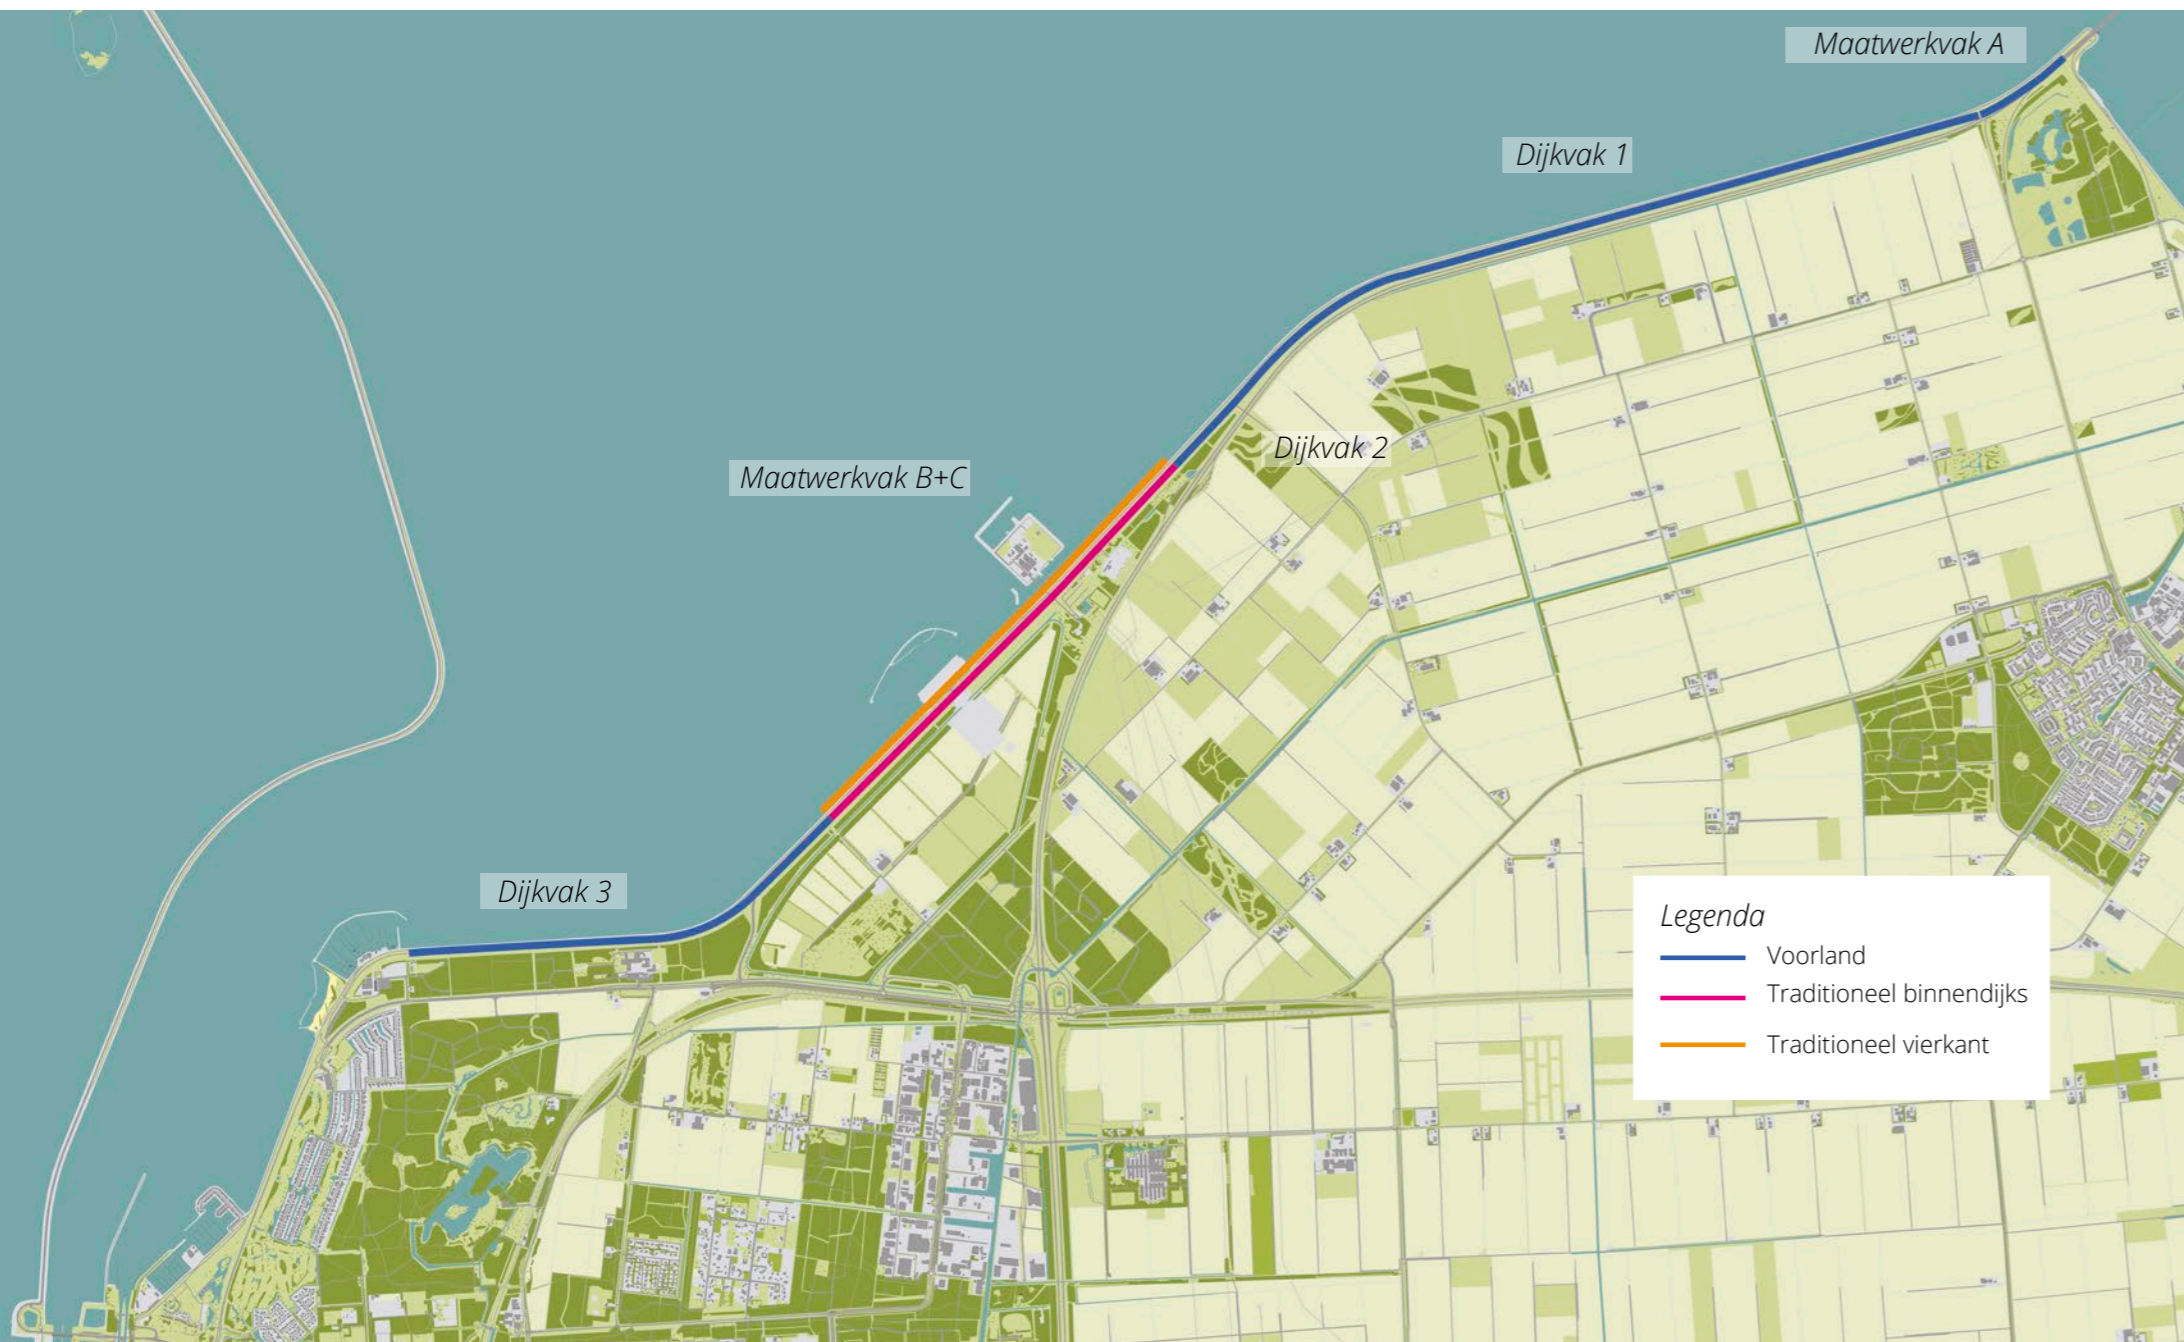 Maatwerkvak A
Dijkvak 1
Dijkvak 2
Maatwerkvak B+C
Dijkvak 3
Legenda
Voorland
Traditioneel binnendijks
Traditioneel vierkant